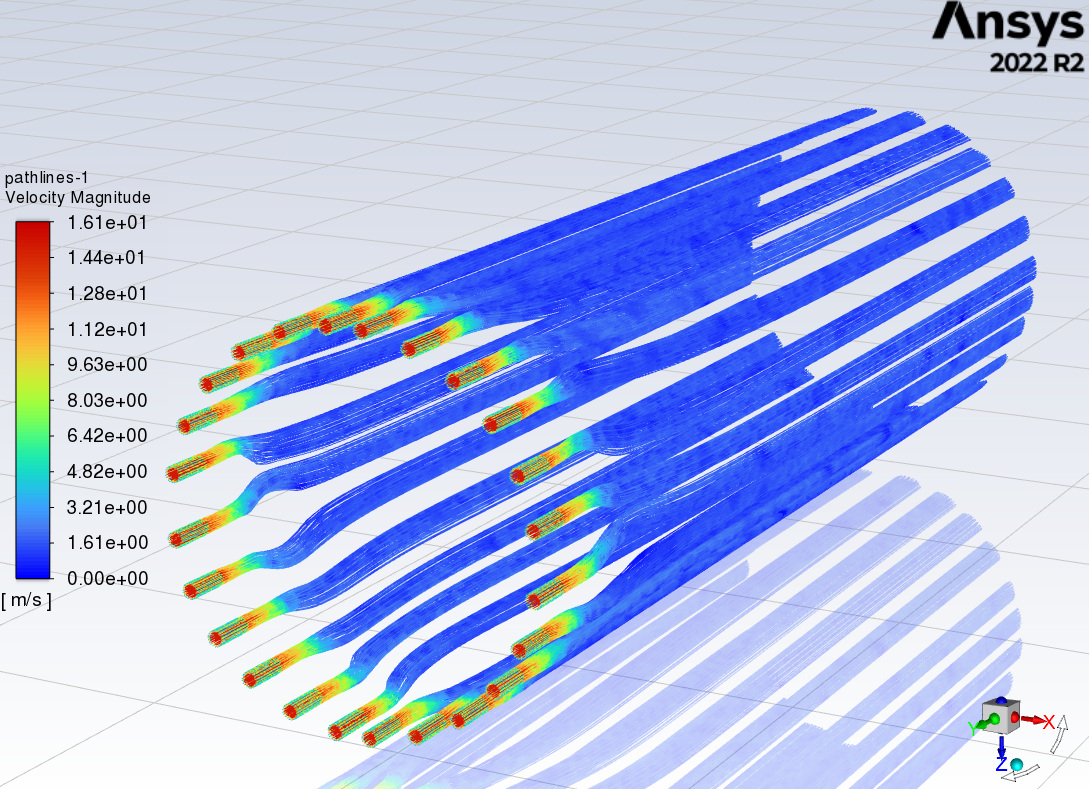 Ansys
2022 R2
pathlines-1
Velocity Magnitude
1.61e+01
1.44e+01
1.28e+01
1.12e+01
9.63e+00
8.03e+00
6.42e+00
4.82e+00
3.21e+00
1.61e+00
0.00e+00
[ m/s ]
Y
X
Z